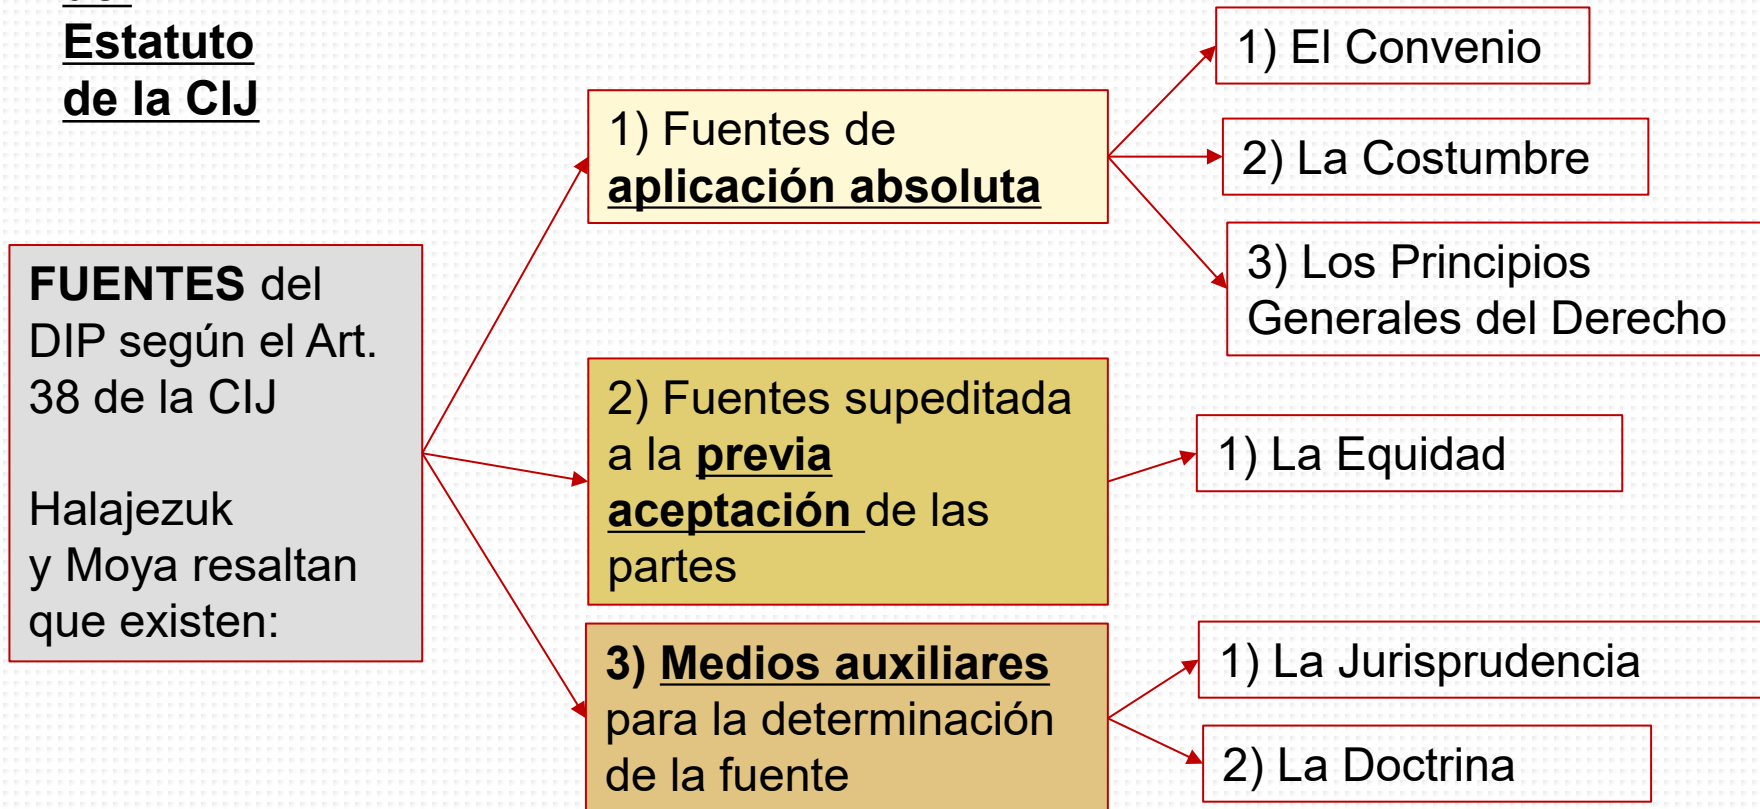 Estatuto
de la CIJ
FUENTES del
DIP según el Art.
38 de la CIJ
Halajezuk
y Moya resaltan
que existen:
1) Fuentes de
aplicación absoluta
1) El Convenio
2) La Costumbre
3) Los Principios
Generales del Derecho
2) Fuentes supeditada
a la previa
aceptación de las
partes
1) La Equidad
3) Medios auxiliares
para la determinación
de la fuente
1) La Jurisprudencia
2) La Doctrina